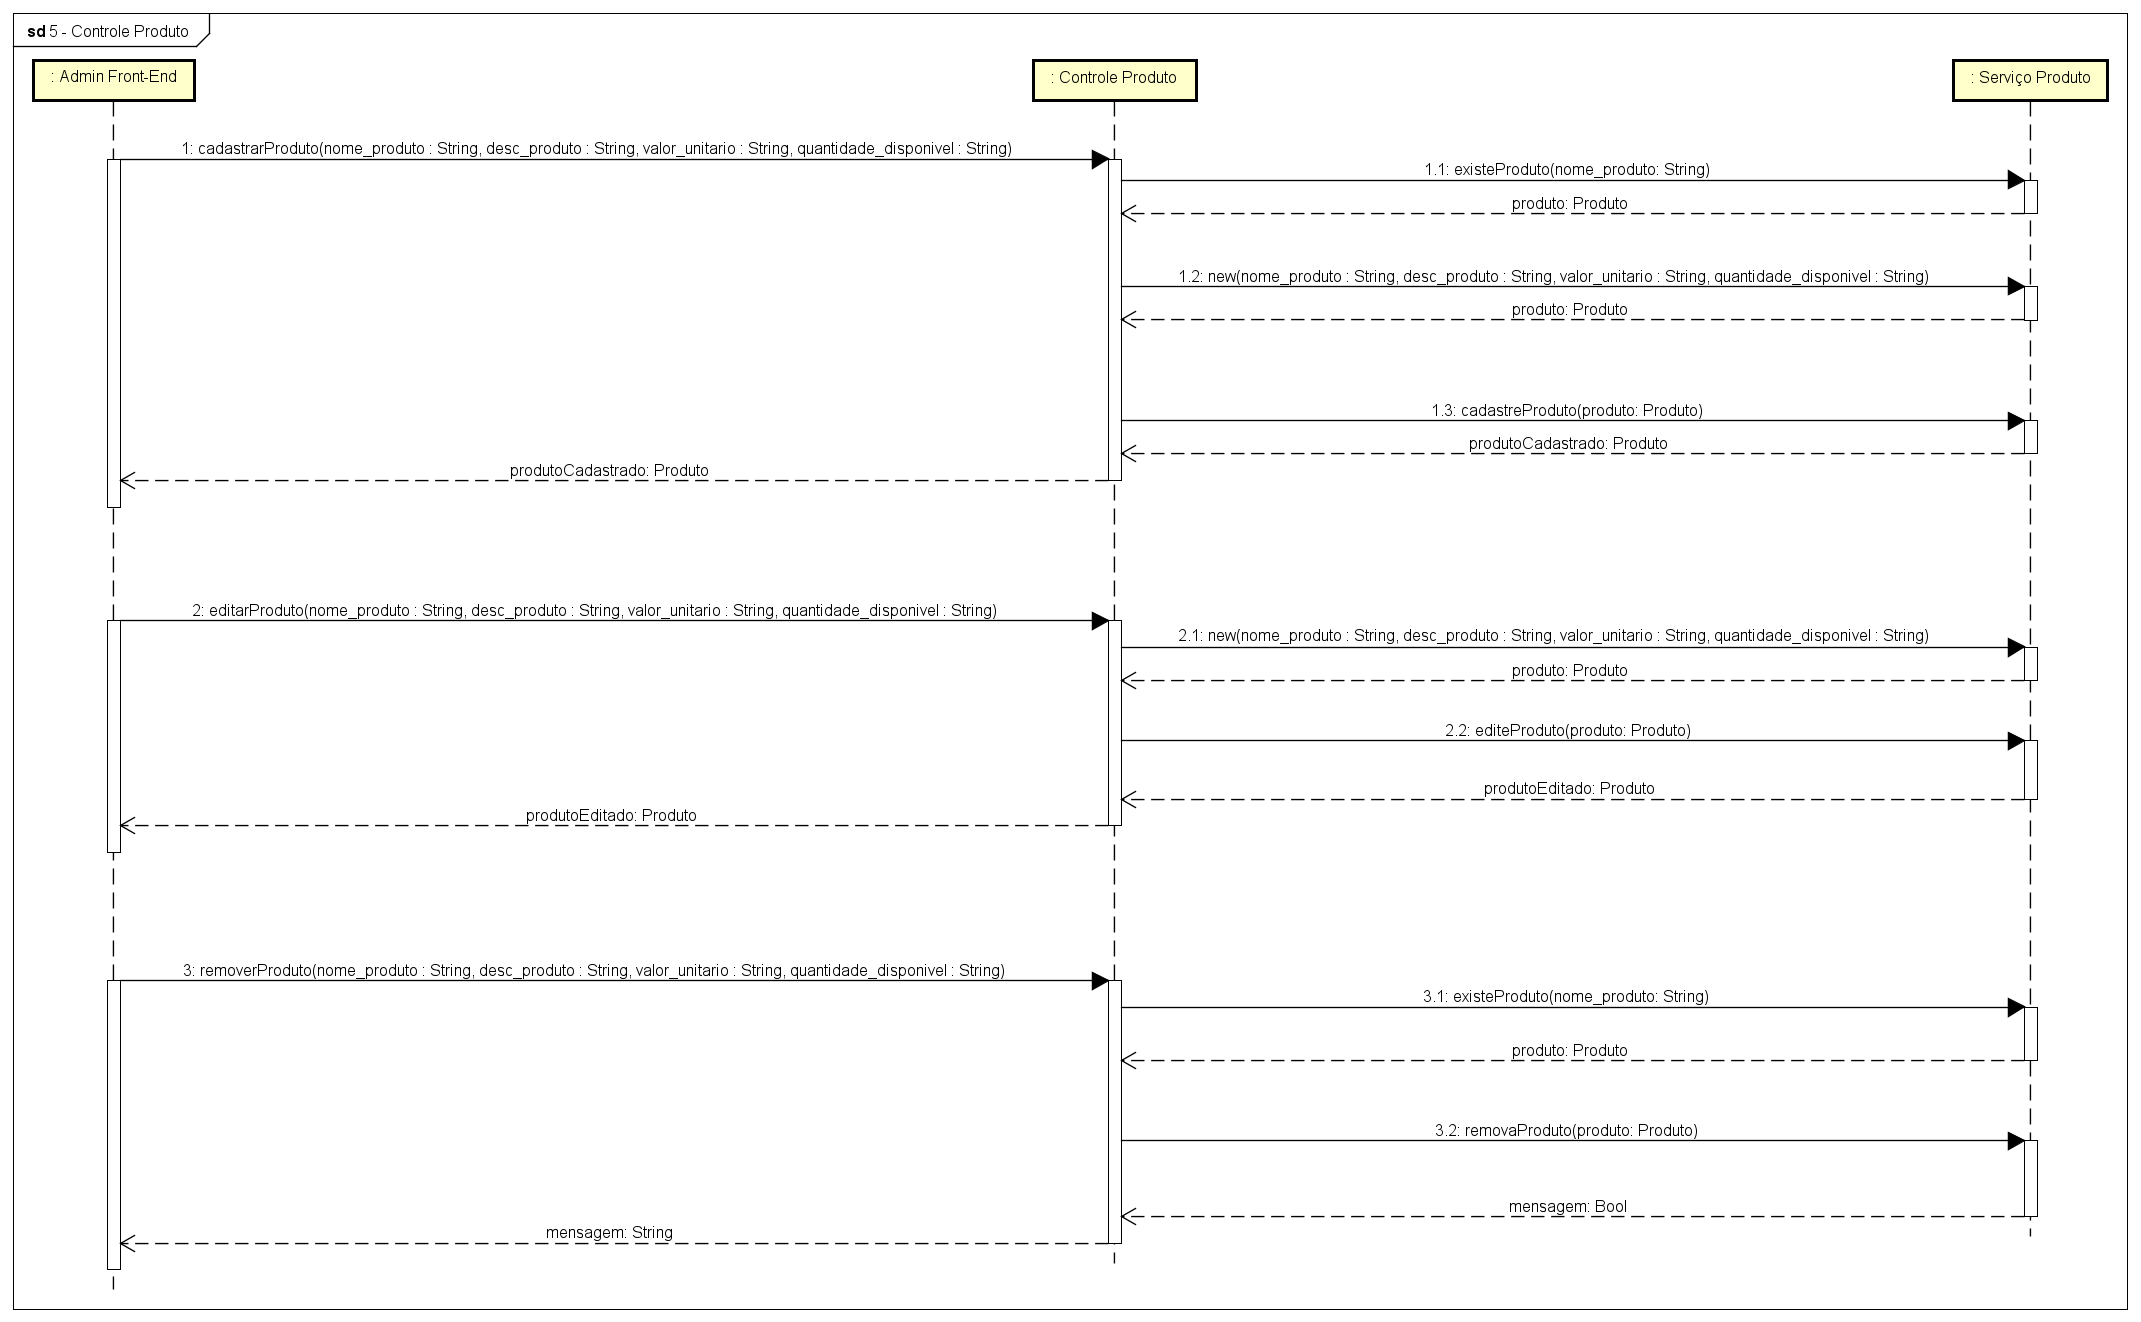 sd 5 - Controle Produto
: Admin Front-End
: Controle Produto
: Serviço Produto
1: cadastrarProduto(nome_produto : String, desc_produto : String, valor_unitario : String, quantidade_disponivel : String)
1.1: existeProduto(nome_produto: String)
produto: Produto
1.2: new(nome_produto : String, desc_produto : String, valor_unitario : String, quantidade_disponivel : String)
produto: Produto
1.3: cadastreProduto(produto: Produto)
produtoCadastrado: Produto
produtoCadastrado: Produto
2: editarProduto(nome_produto : String, desc_produto : String, valor_unitario : String, quantidade_disponivel : String)
2.1: new(nome_produto : String, desc_produto : String, valor_unitario : String, quantidade_disponivel : String)
produto: Produto
2.2: editeProduto(produto: Produto)
produtoEditado: Produto
produtoEditado: Produto
3: removerProduto(nome_produto : String, desc_produto : String, valor_unitario : String, quantidade_disponivel : String)
3.1: existeProduto(nome_produto: String)
produto: Produto
3.2: removaProduto(produto: Produto)
mensagem: Bool
mensagem: String